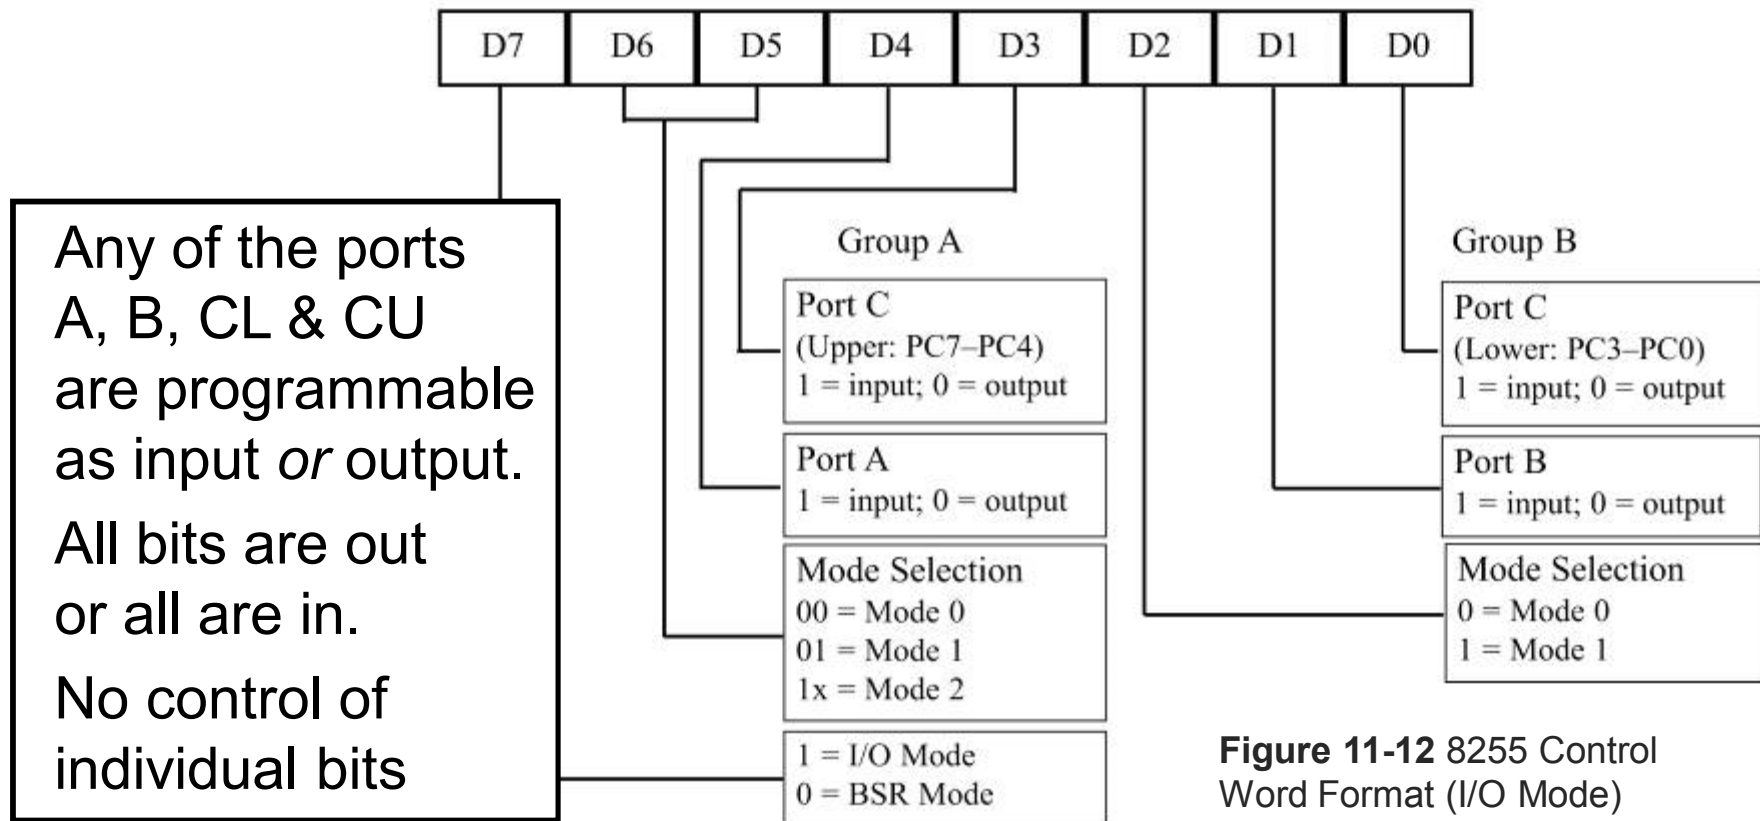 D7 D6 D5 D4 D3 D2 D1 D0
Any of the ports
A, B, CL & CU
are programmable
as input or output.
All bits are out
or all are in.
No control of
individual bits
Group A
Port C
(Upper: PC7–PC4)
1 = input; 0 = output
Port A
1 = input; 0 = output
Mode Selection
00 = Mode 0
01 = Mode 1
1x = Mode 2
1 = I/O Mode
0 = BSR Mode
Group B
Port C
(Lower: PC3–PC0)
1 = input; 0 = output
Port B
1 = input; 0 = output
Mode Selection
0 = Mode 0
1 = Mode 1
Figure 11-12 8255 Control
Word Format (I/O Mode)